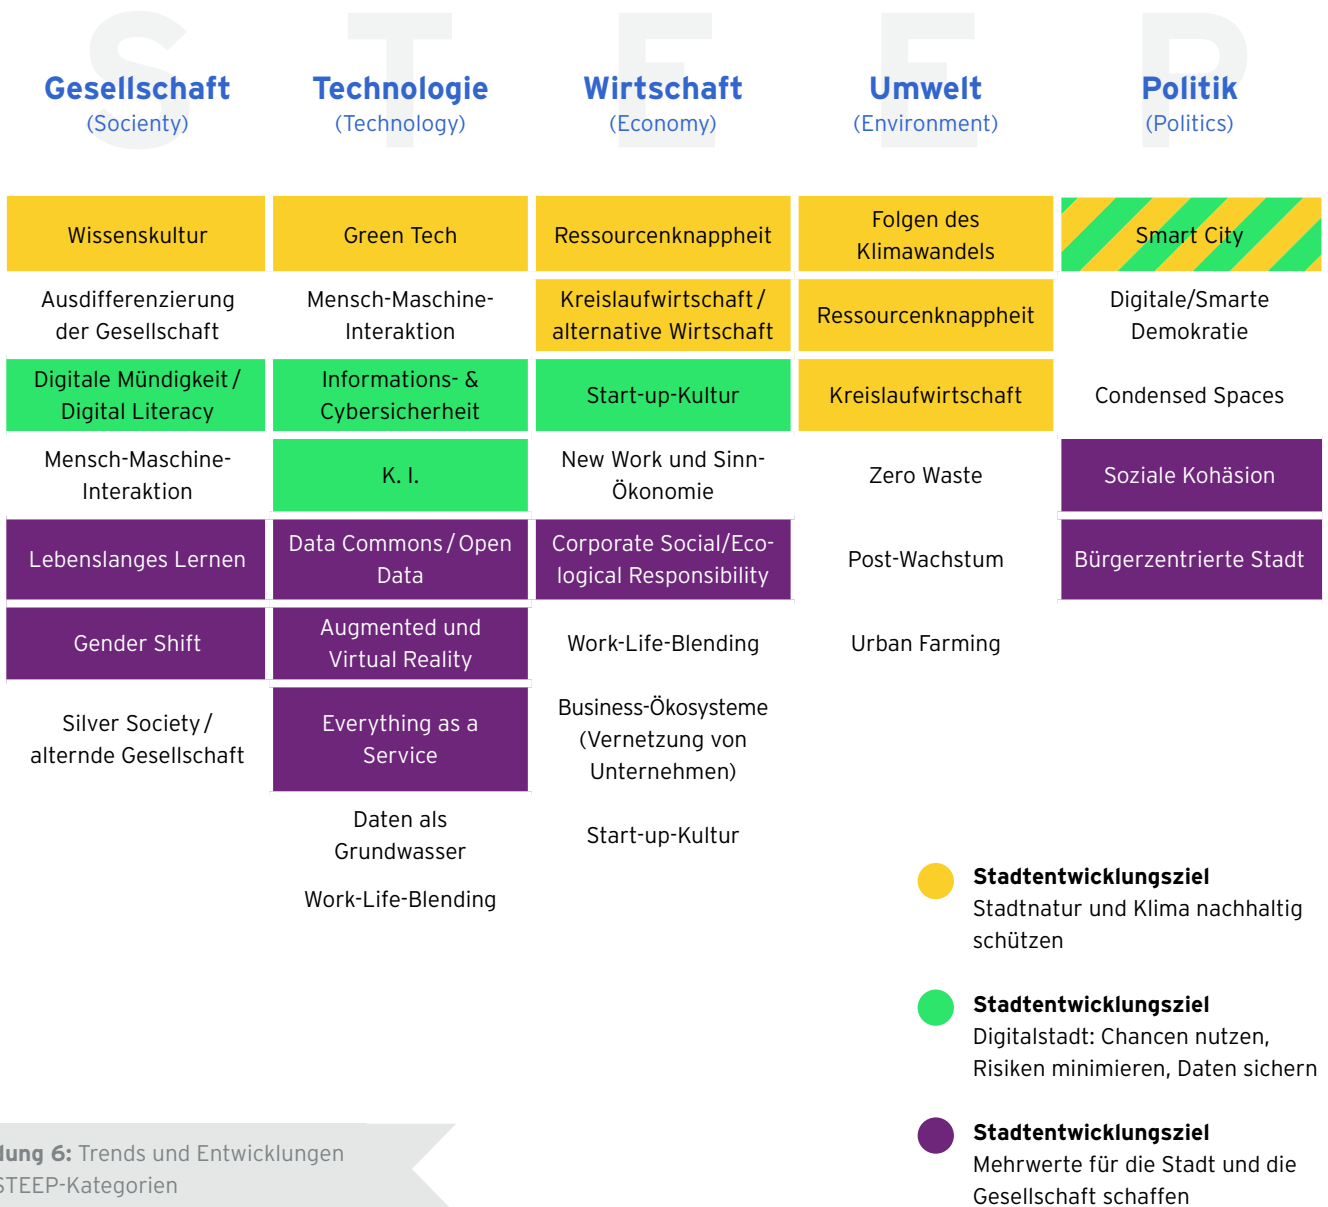 S T E E P
Gesellschaft
(Socienty)
Technologie
(Technology)
Wirtschaft
(Economy)
Umwelt
(Environment)
Politik
(Politics)
Wissenskultur
Ausdifferenzierung
der Gesellschaft
Digitale Mündigkeit /
Digital Literacy
Mensch-Maschine-
Interaktion
Lebenslanges Lernen
Gender Shift
Silver Society /
alternde Gesellschaft
Green Tech
Mensch-Maschine-
Interaktion
Informations- &
Cybersicherheit
K. I.
Data Commons / Open
Data
Augmented und
Virtual Reality
Everything as a
Service
Daten als
Grundwasser
Work-Life-Blending
Ressourcenknappheit
Kreislaufwirtschaft /
alternative Wirtschaft
Start-up-Kultur
New Work und Sinn-
Ökonomie
Corporate Social/Eco-
logical Responsibility
Work-Life-Blending
Business-Ökosysteme
(Vernetzung von
Unternehmen)
Start-up-Kultur
Folgen des
Klimawandels
Ressourcenknappheit
Kreislaufwirtschaft
Zero Waste
Post-Wachstum
Urban Farming
Smart City
Digitale/Smarte
Demokratie
Condensed Spaces
Soziale Kohäsion
Bürgerzentrierte Stadt
Stadtentwicklungsziel
Stadtnatur und Klima nachhaltig
schützen
Stadtentwicklungsziel
Digitalstadt: Chancen nutzen,
Risiken minimieren, Daten sichern
Stadtentwicklungsziel
Mehrwerte für die Stadt und die
Gesellschaft schaffen
lung 6: Trends und Entwicklungen
STEEP-Kategorien